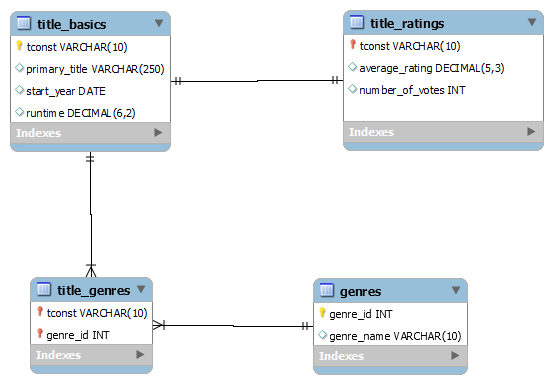 title_basics
tconst VARCHAR(10)
primary_title VARCHAR(250)
start_year DATE
runtime DECIMAL(6,2)
Indexes
title_ratings
tconst VARCHAR(10)
average_rating DECIMAL(5,3)
number_of_votes INT
Indexes
title_genres
tconst VARCHAR(10)
genre_id INT
Indexes
genres
genre_id INT
genre_name VARCHAR(10)
Indexes